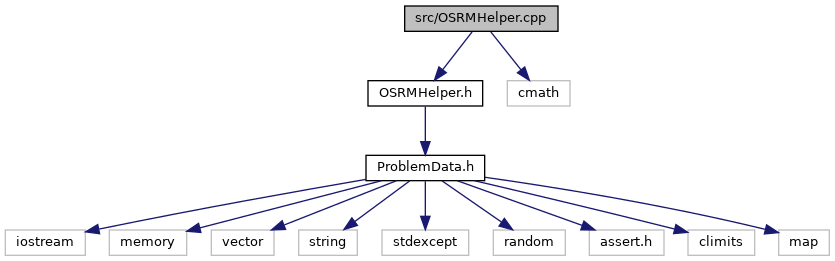 src/OSRMHelper.cpp
OSRMHelper.h
cmath
ProblemData.h
iostream
memory
vector
string
stdexcept
random
assert.h
climits
map